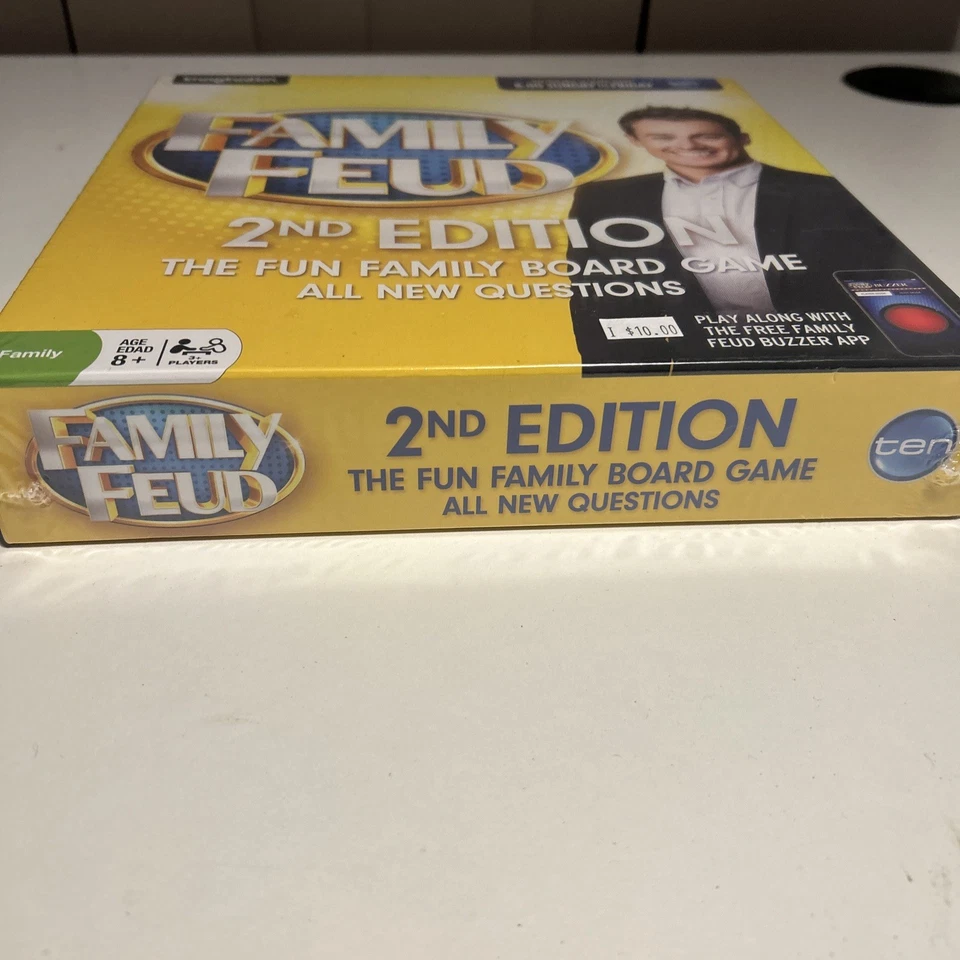 FAMILY
FEUD
2ND EDITION
THE FUN FAMILY BOARD GAME
ALL NEW QUESTIONS
I $10.00
PLAY ALONG WITH
THE FREE FAMILY
FEUD BUZZER APP
BUZZER
Family
AGE
EDAD
8+
3+
PLAYERS
FAMILY
FEUD
2ND EDITION
THE FUN FAMILY BOARD GAME
ALL NEW QUESTIONS
ten